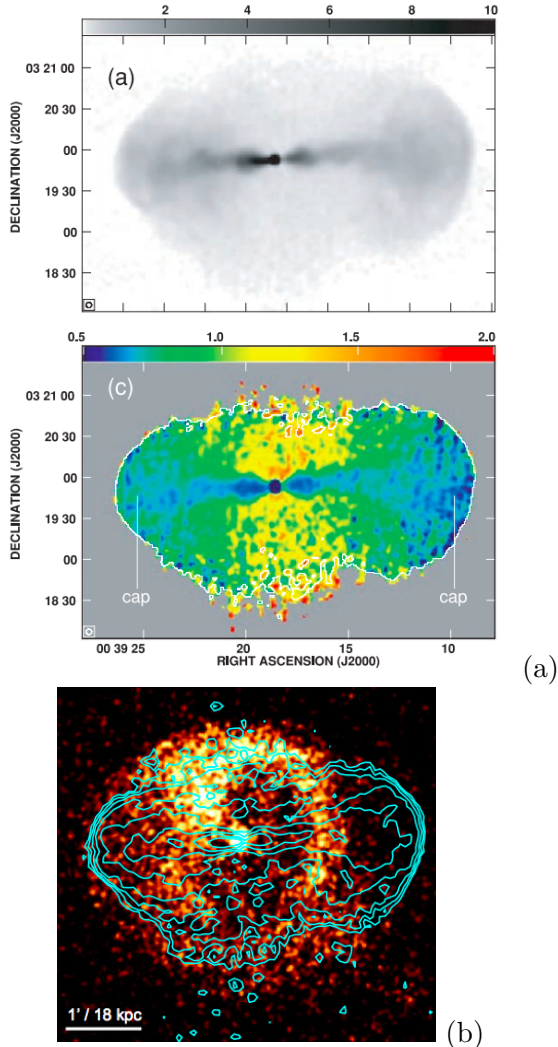 2 4 6 8 10
(a)
03 21 00
20 30
00
19 30
00
18 30
DECLINATION (J2000)
0.5 1.0 1.5 2.0
(c)
03 21 00
20 30
00
19 30
00
18 30
DECLINATION (J2000)
cap cap
00 39 25 20 15 10
RIGHT ASCENSION (J2000)
(a)
1' / 18 kpc
(b)